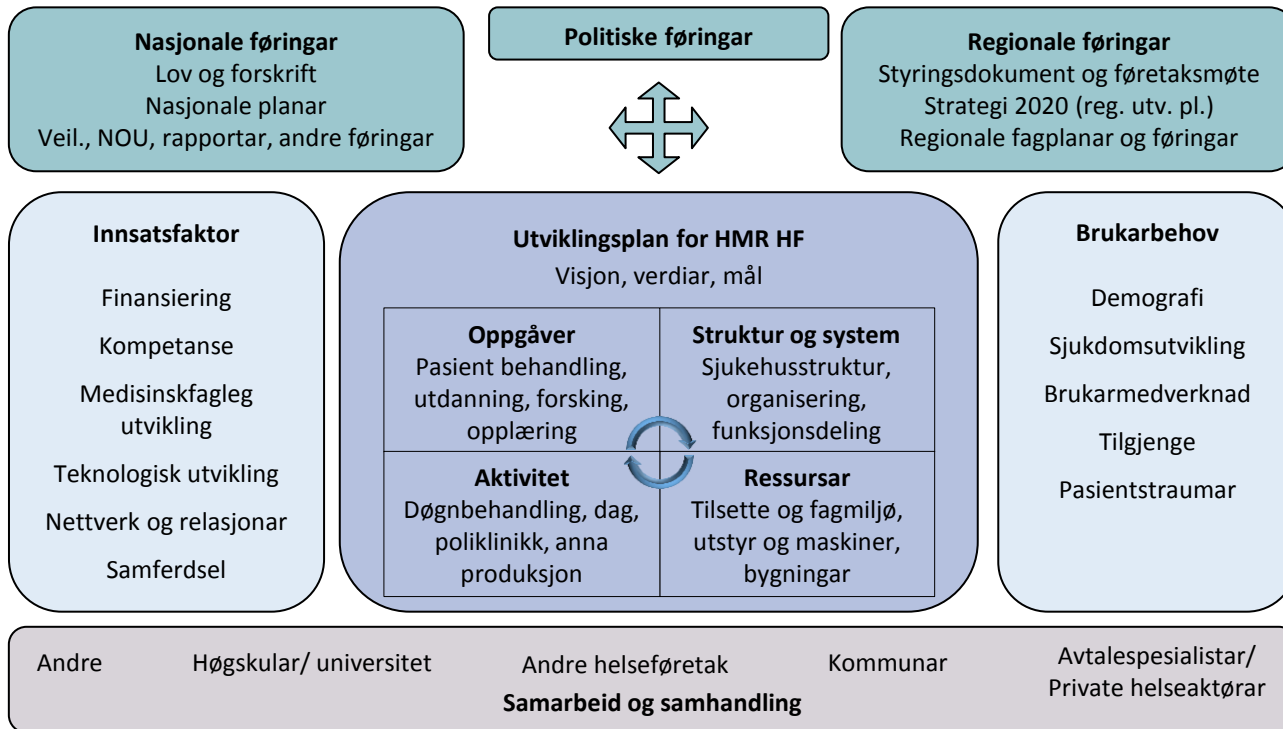 Nasjonale føringar
Lov og forskrift
Nasjonale planar
Veil., NOU, rapportar, andre føringar
Politiske føringar
Regionale føringar
Styringsdokument og føretaksmøte
Strategi 2020 (reg. utv. pl.)
Regionale fagplanar og føringar
Innsatsfaktor
Finansiering
Kompetanse
Medisinskfagleg
utvikling
Teknologisk utvikling
Nettverk og relasjonar
Samferdsel
Utviklingsplan for HMR HF
Visjon, verdiar, mål
Oppgåver
Pasient behandling,
utdanning, forsking,
opplæring
Struktur og system
Sjukehusstruktur,
organisering,
funksjonsdeling
Aktivitet
Døgnbehandling, dag,
poliklinikk, anna
produksjon
Ressursar
Tilsette og fagmiljø,
utstyr og maskiner,
bygningar
Brukarbehov
Demografi
Sjukdomsutvikling
Brukarmedverknad
Tilgjenge
Pasientstraumar
Andre
Høgskular/ universitet
Andre helseføretak
Kommunar
Avtalespesialistar/
Private helseaktørar
Samarbeid og samhandling